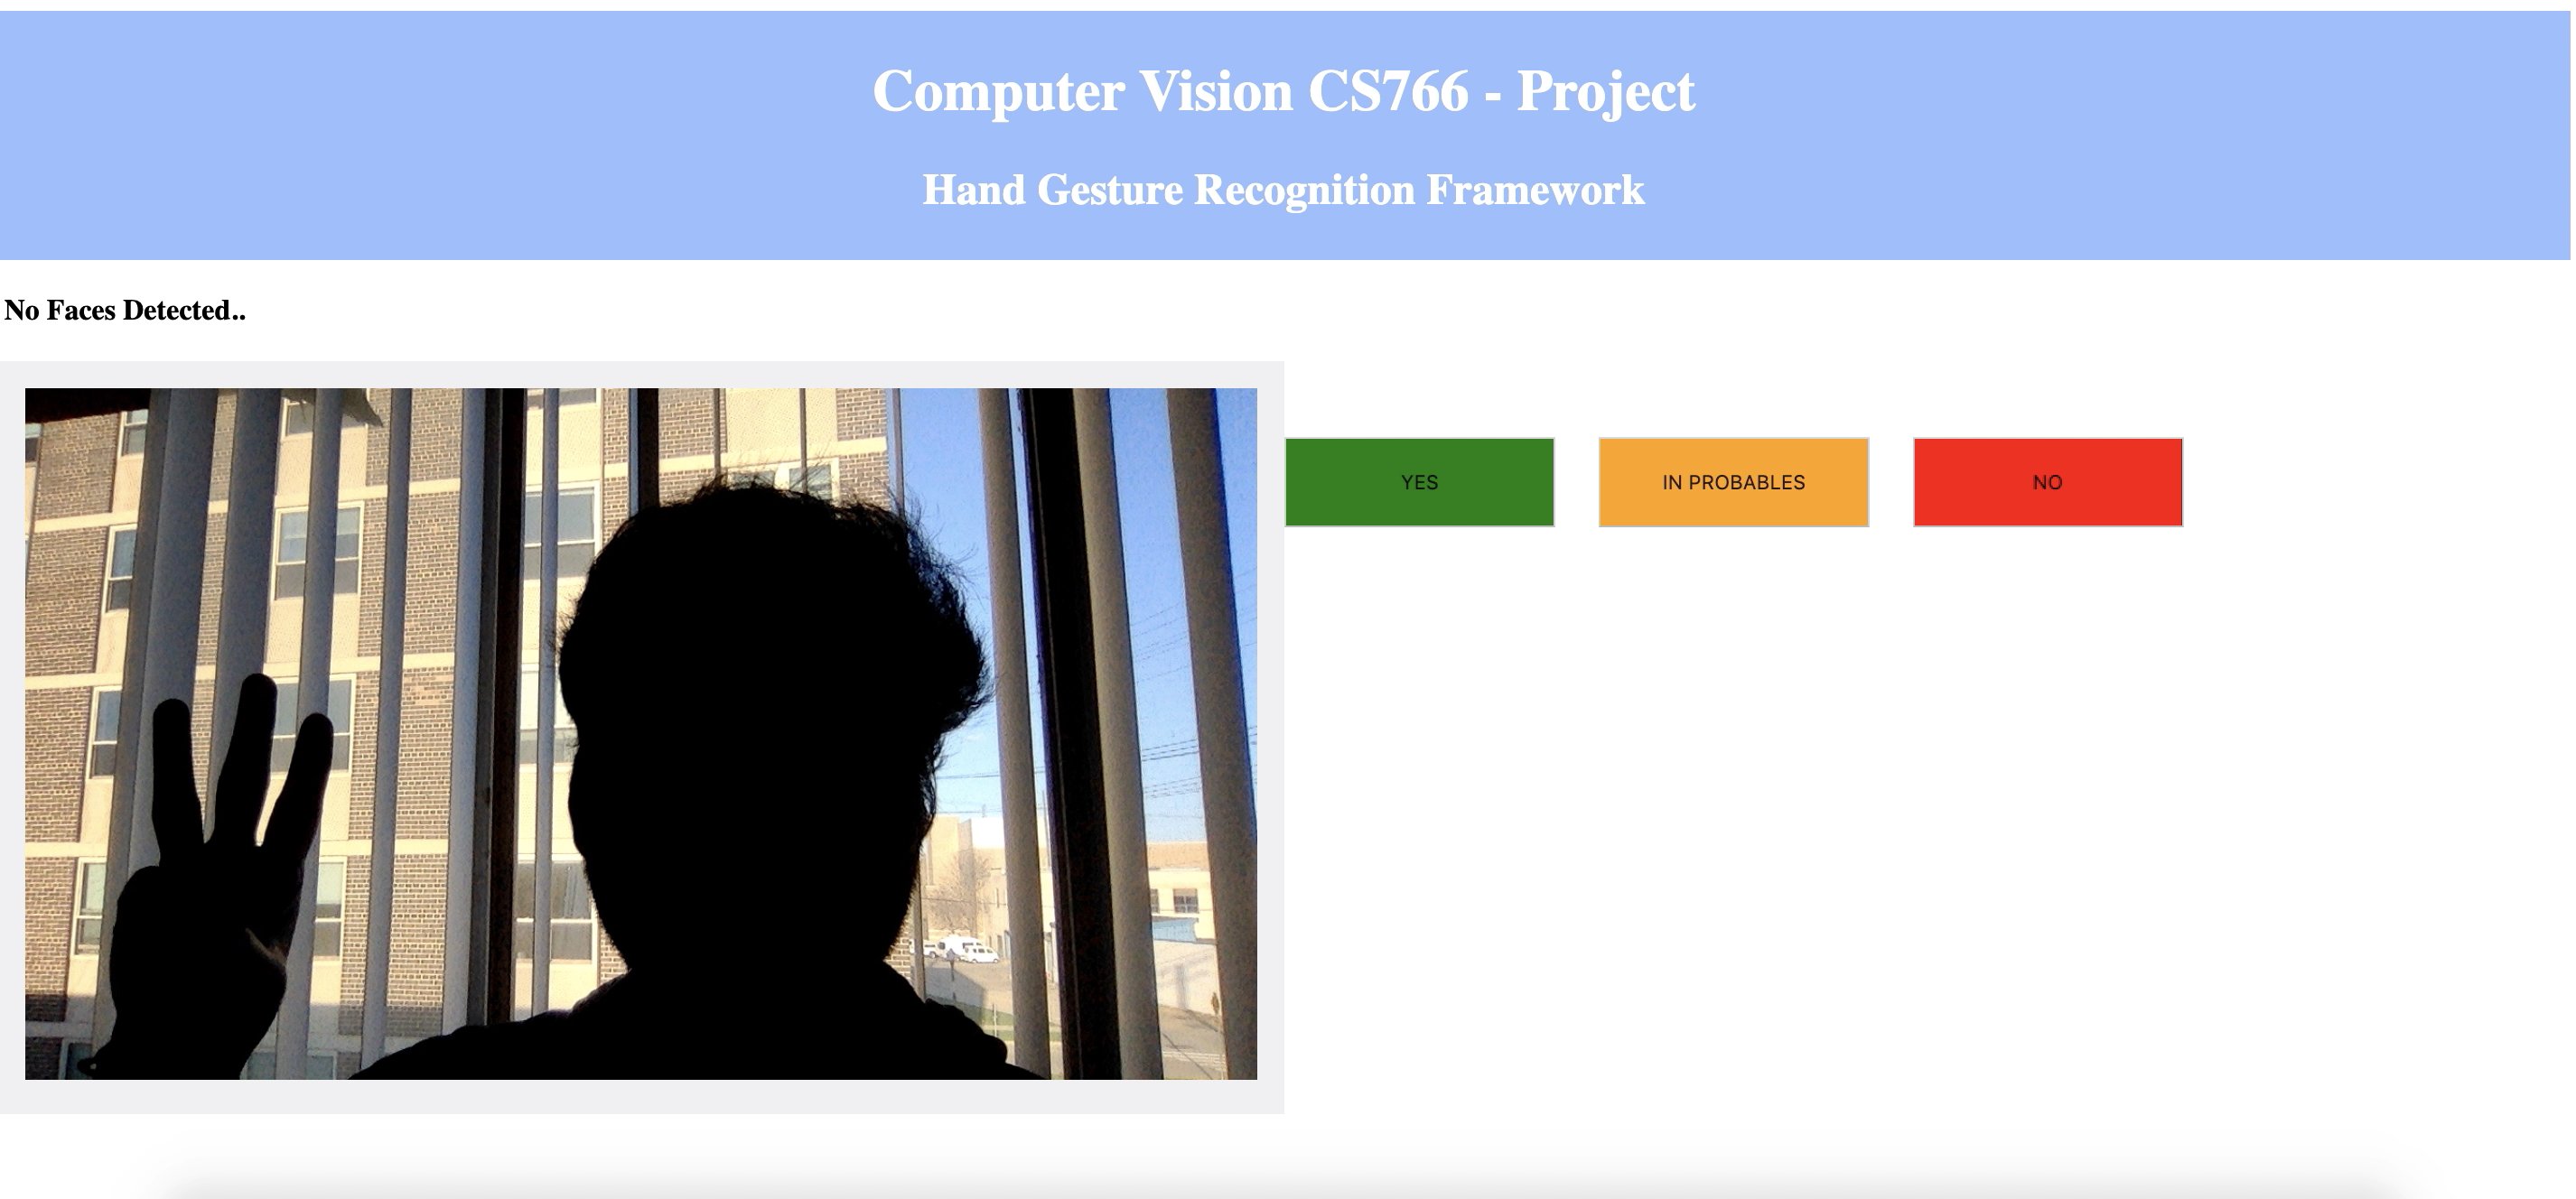 Computer Vision CS766 - Project
Hand Gesture Recognition Framework
No Faces Detected..
YES
IN PROBABLES
NO